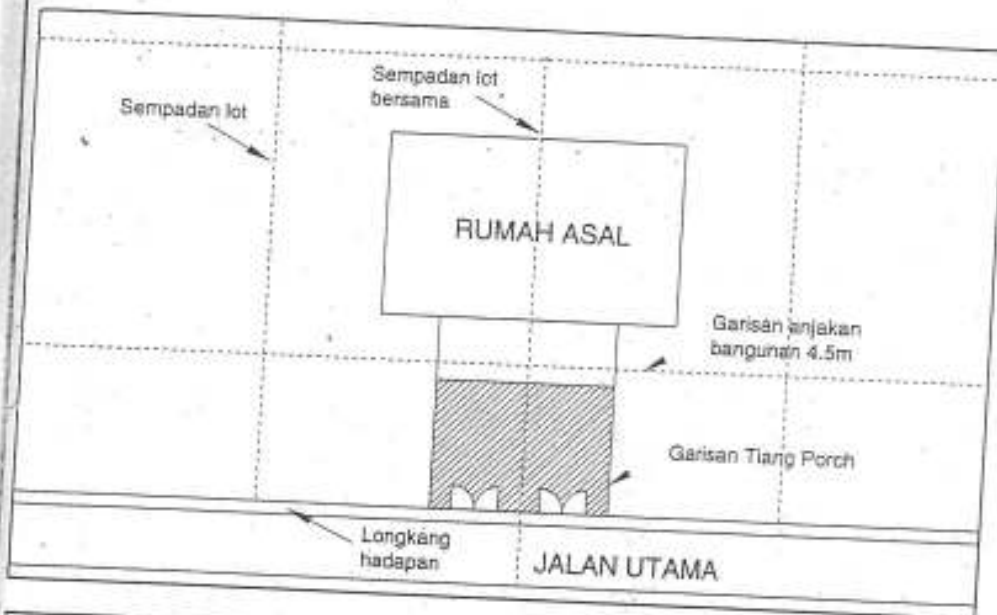 Sempadan lot
bersama
Sempadan lot
RUMAH ASAL
Garisan anjakan
bangunan 4.5m
Garisan Tiang Porch
Longkang
hadapan
JALAN UTAMA